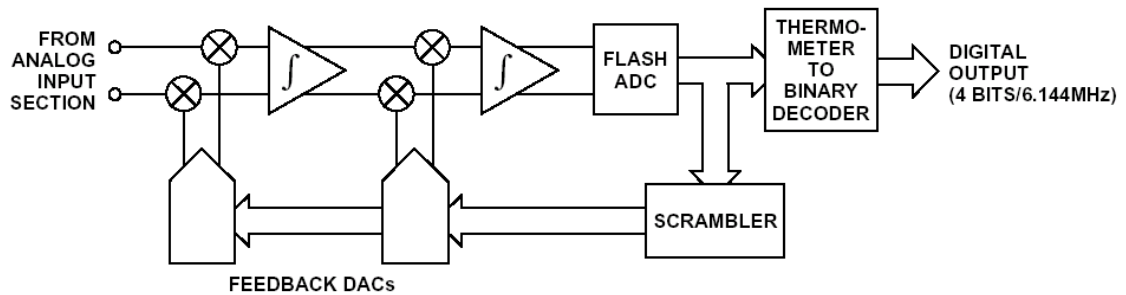 FROM
ANALOG
INPUT
SECTION
∫
∫
FLASH
ADC
THERMO-
METER
TO
BINARY
DECODER
DIGITAL
OUTPUT
(4 BITS/6.144MHz)
SCRAMBLER
FEEDBACK DACs